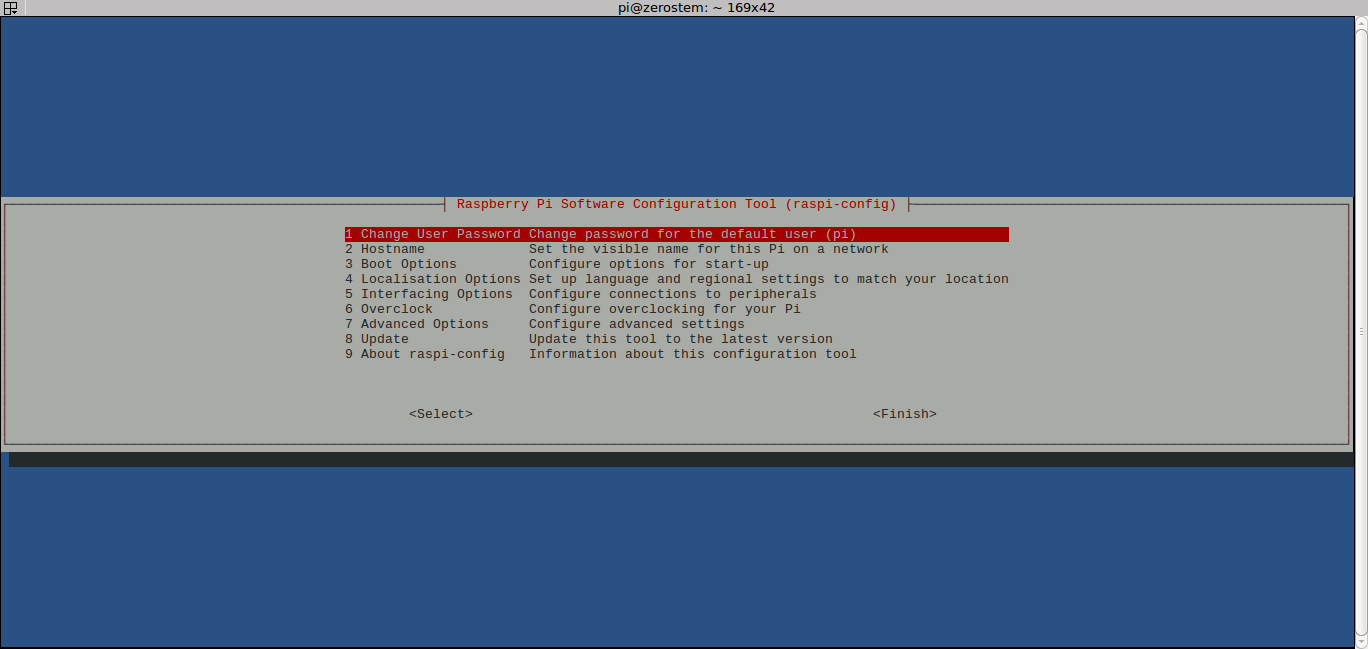 pi@zerostem: ~ 169x42
Raspberry Pi Software Configuration Tool (raspi-config)
1 Change User Password Change password for the default user (pi)
2 Hostname Set the visible name for this Pi on a network
3 Boot Options Configure options for start-up
4 Localisation Options Set up language and regional settings to match your location
5 Interfacing Options Configure connections to peripherals
6 Overclock Configure overclocking for your Pi
7 Advanced Options Configure advanced settings
8 Update Update this tool to the latest version
9 About raspi-config Information about this configuration tool
<Select> <Finish>